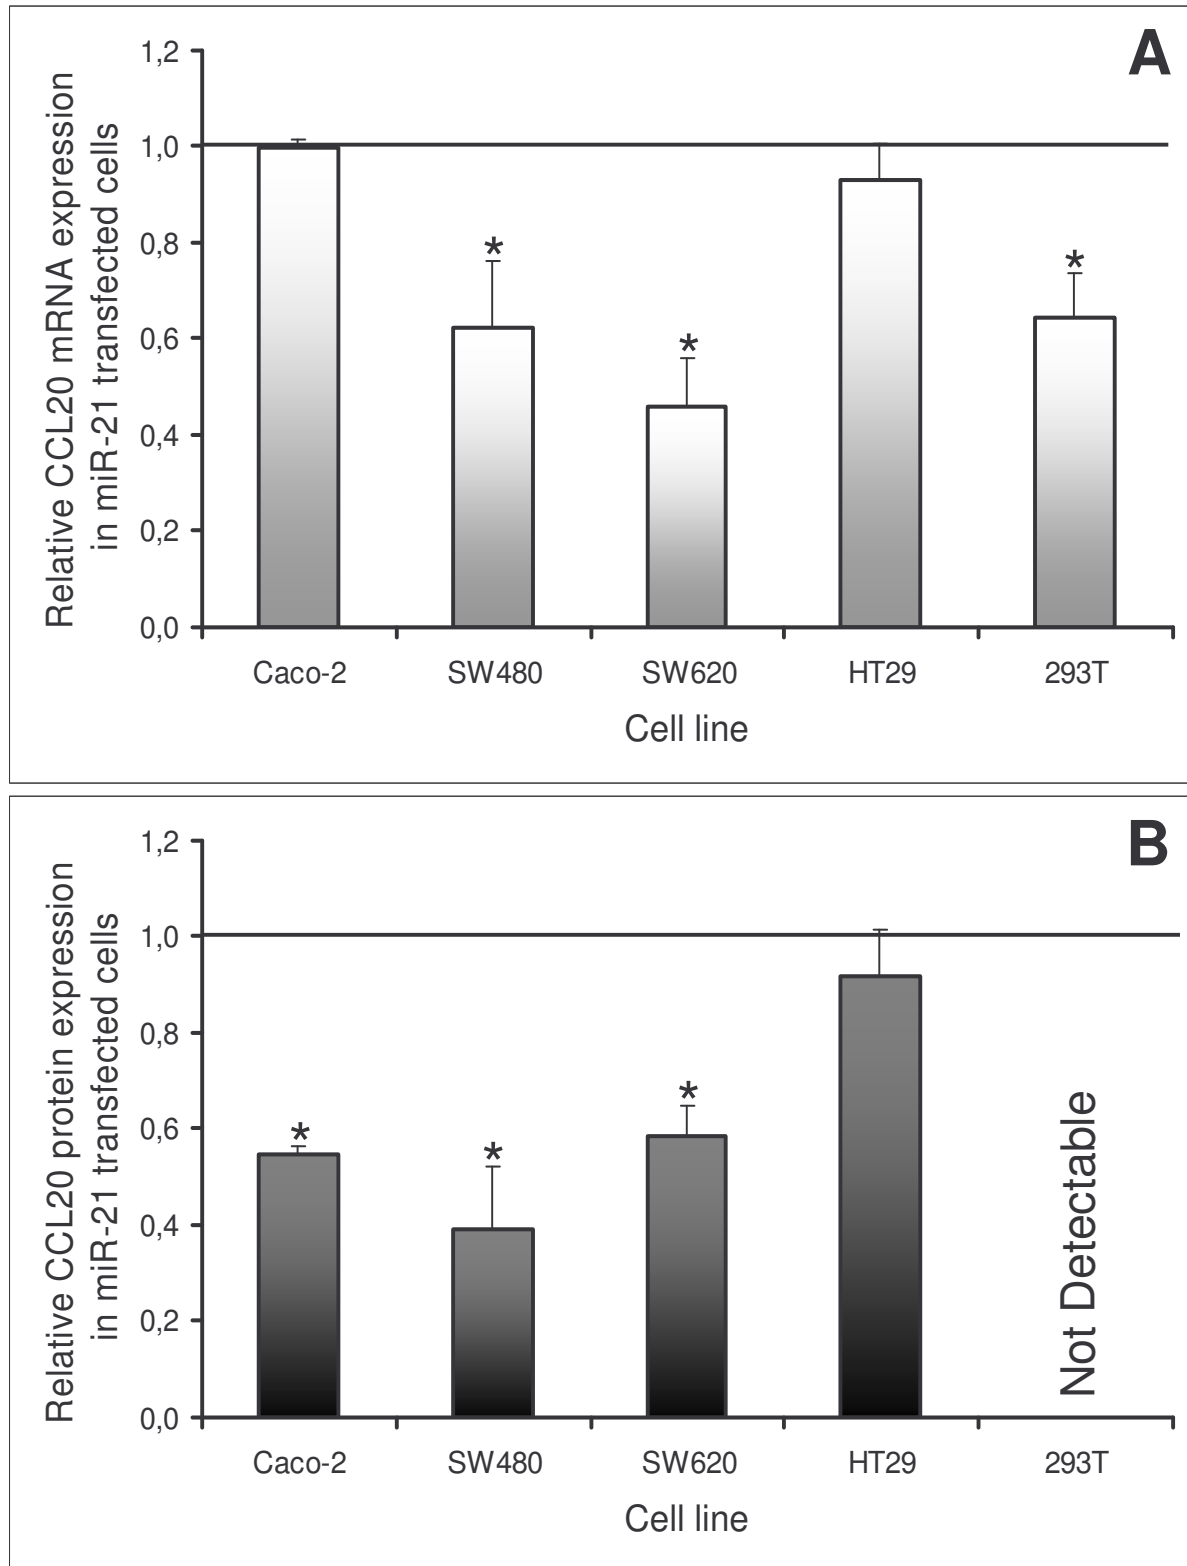 A
Relative CCL20 mRNA expression
in miR-21 transfected cells
1,2
1,0
0,8
0,6
0,4
0,2
0,0
*
*
*
Caco-2 SW480 SW620 HT29 293T
Cell line
B
Relative CCL20 protein expression
in miR-21 transfected cells
1,2
1,0
0,8
0,6
0,4
0,2
0,0
*
*
*
Not Detectable
Caco-2 SW480 SW620 HT29 293T
Cell line